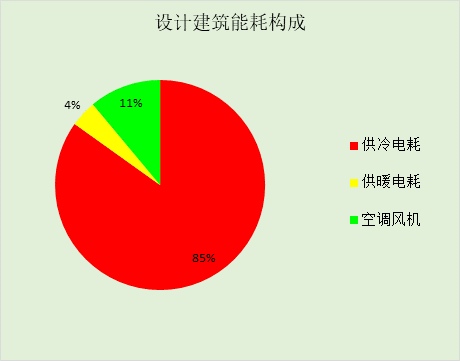 设计建筑能耗构成
4%
11%
供冷电耗
供暖电耗
空调风机
85%